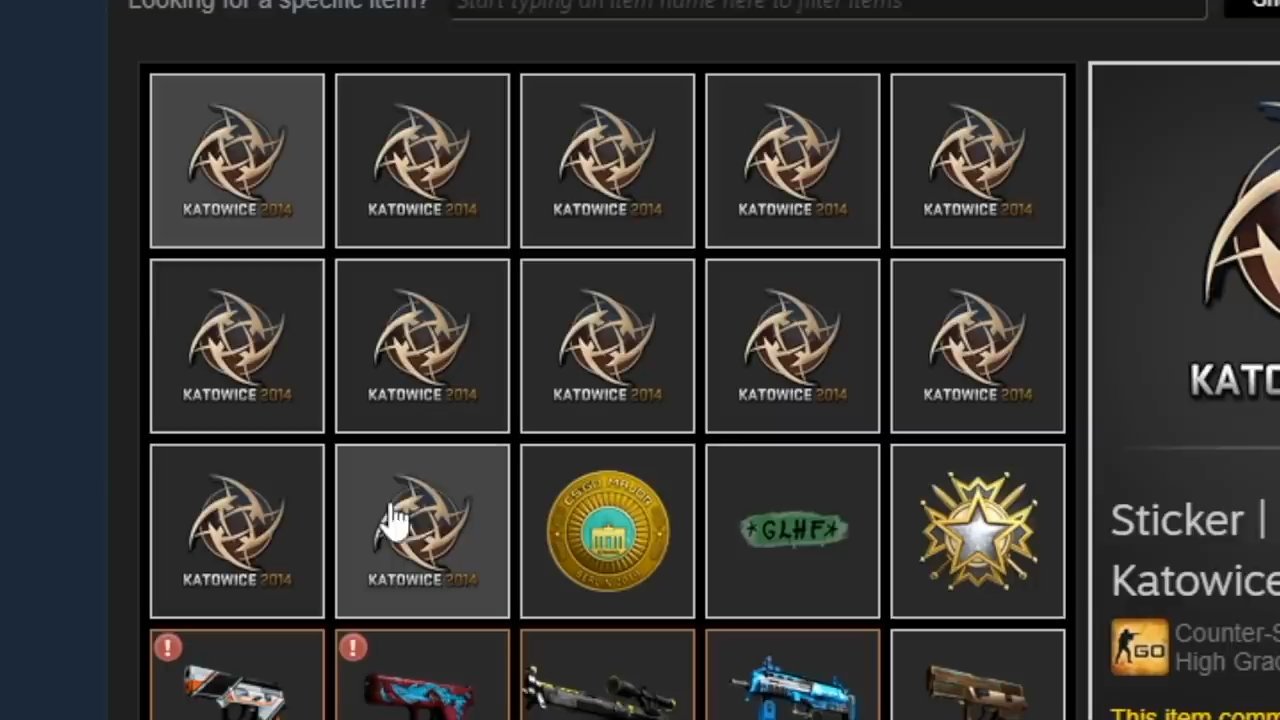 Looking for a specific item?
Start typing an item name here to filter items
KATOWICE 2014
KATOWICE 2014
KATOWICE 2014
KATOWICE 2014
KATOWICE 2014
KATOWICE 2014
KATOWICE 2014
KATOWICE 2014
KATOWICE 2014
KATOWICE 2014
KATOWICE 2014
KATOWICE 2014
CSGO MAJOR
BERLIN 2019
*GLHF*
!
!
KATO
Sticker |
Katowice
GO
Counter-S
High Grad
This item comm